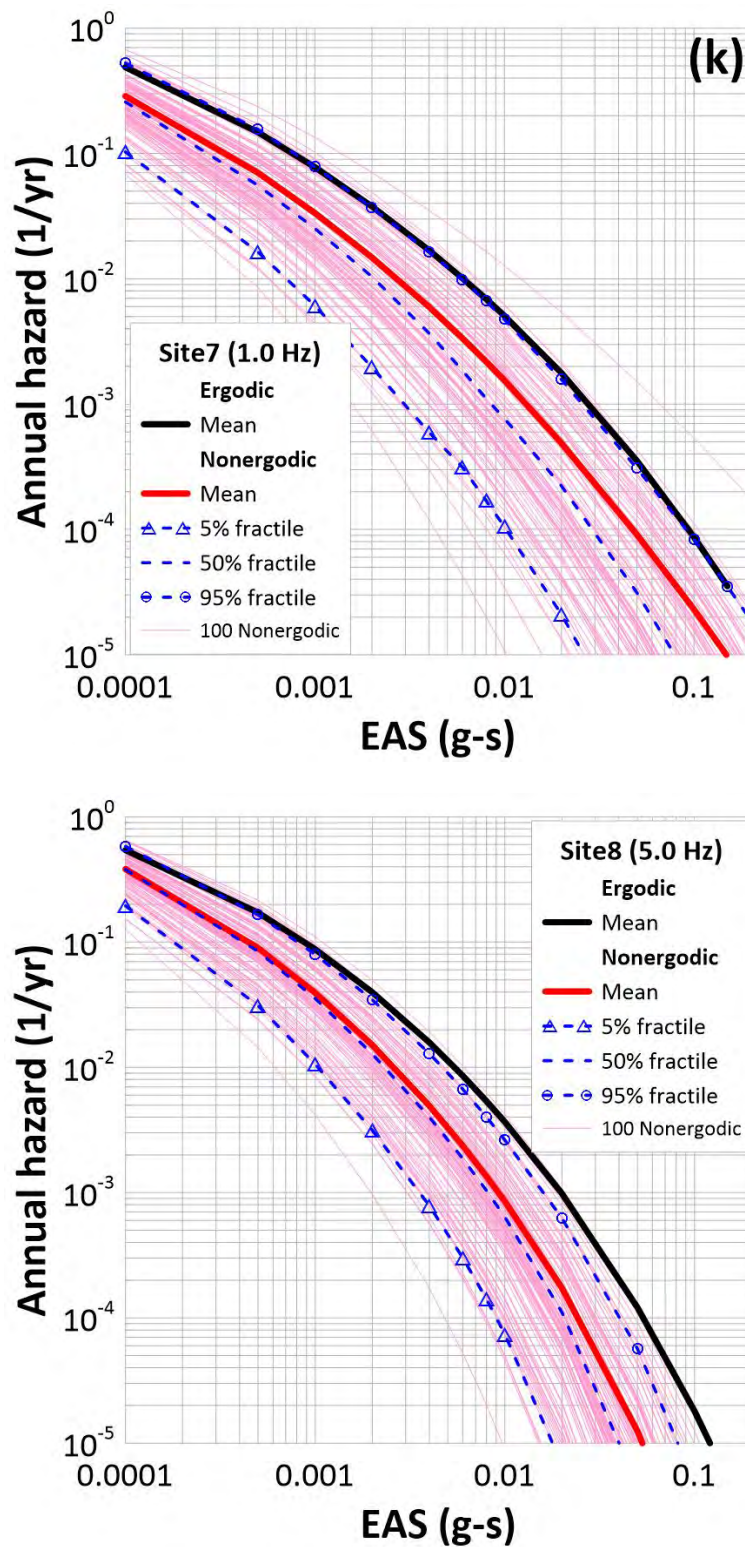 (k)
Annual hazard (1/yr)
10⁰
10⁻¹
10⁻²
10⁻³
10⁻⁴
10⁻⁵
Site7 (1.0 Hz)
Ergodic
Mean
Nonergodic
Mean
5% fractile
50% fractile
95% fractile
100 Nonergodic
0.0001 0.001 0.01 0.1
EAS (g-s)
Annual hazard (1/yr)
10⁰
10⁻¹
10⁻²
10⁻³
10⁻⁴
10⁻⁵
Site8 (5.0 Hz)
Ergodic
Mean
Nonergodic
Mean
5% fractile
50% fractile
95% fractile
100 Nonergodic
0.0001 0.001 0.01 0.1
EAS (g-s)